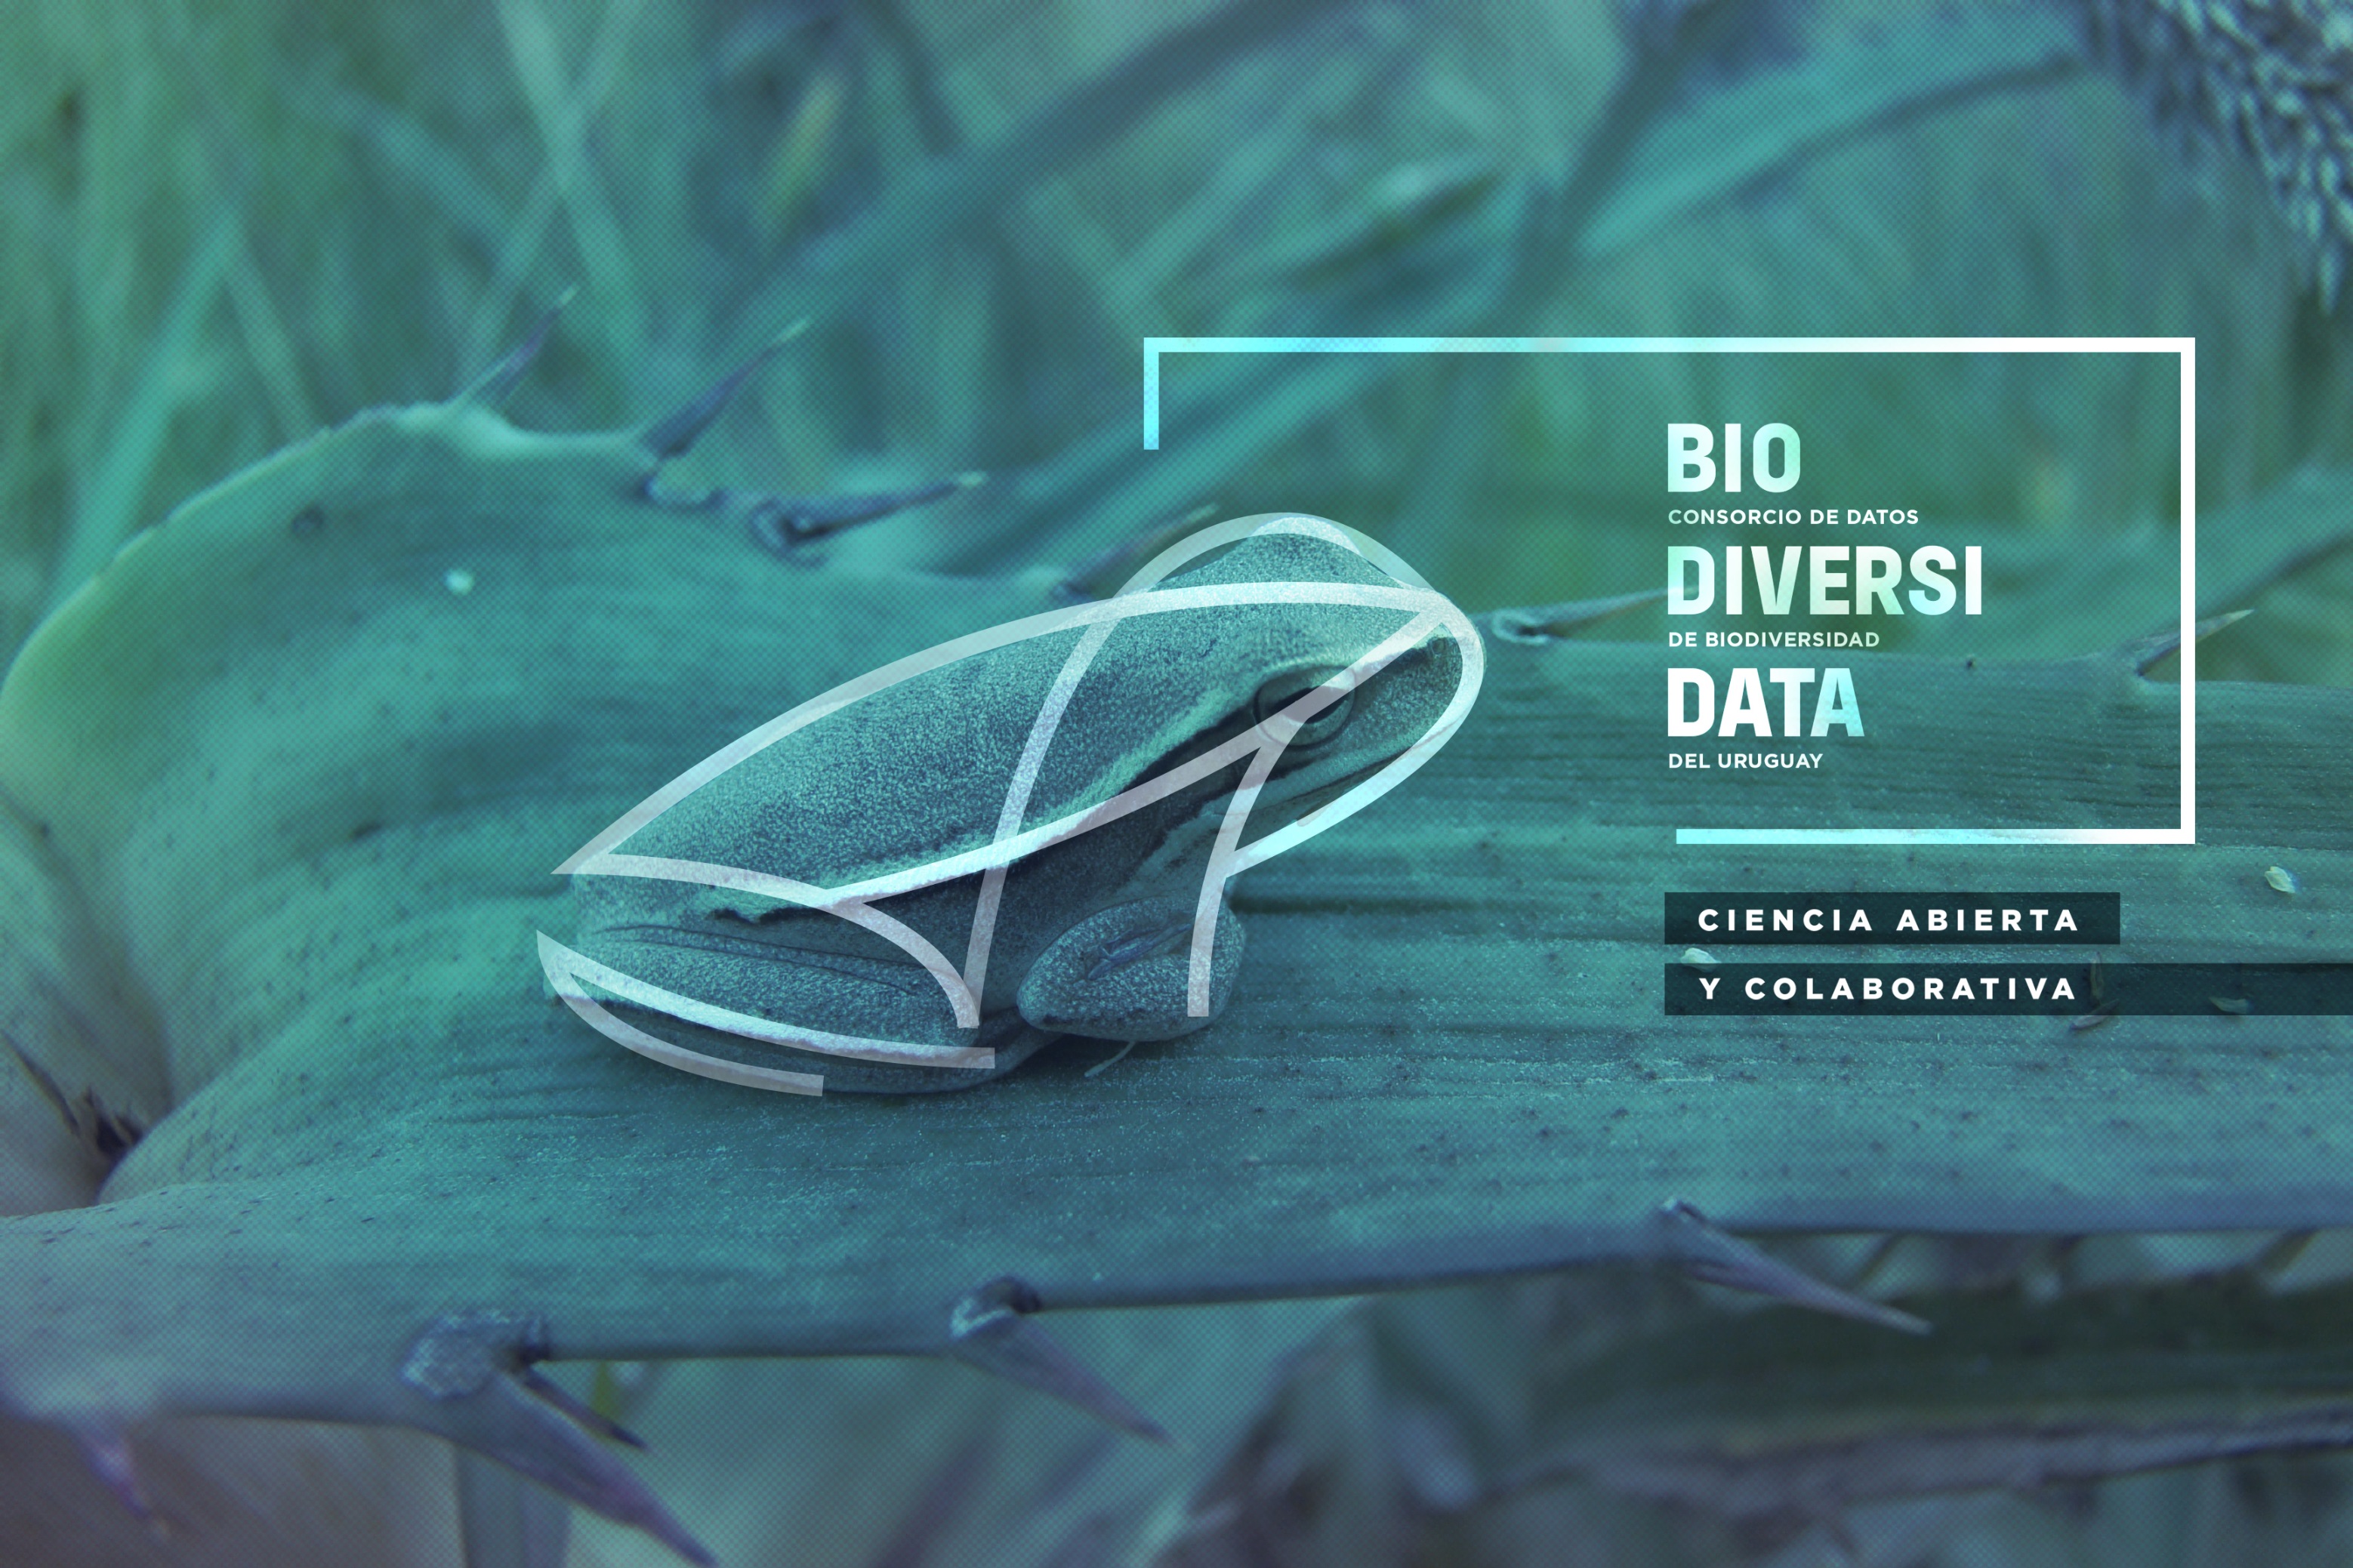 BIO
CONSORCIO DE DATOS
DIVERSI
DE BIODIVERSIDAD
DATA
DEL URUGUAY
CIENCIA ABIERTA
Y COLABORATIVA